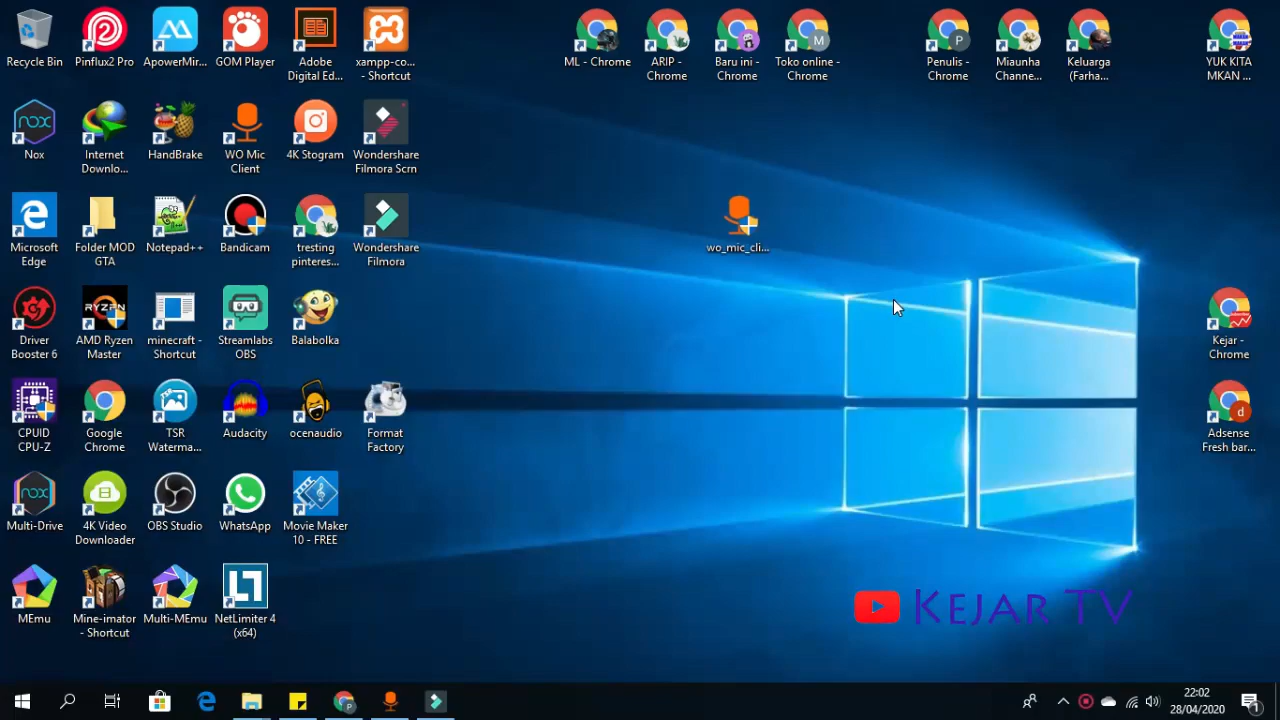 Recycle Bin
Pinflux2 Pro
ApowerMir...
GOM Player
Adobe
Digital Ed...
xampp-co...
- Shortcut
ML - Chrome
ARIP -
Chrome
Baru ini -
Chrome
M
Toko online -
Chrome
P
Penulis -
Chrome
Miaunha
Channe...
Keluarga
(Farha...
YUK KITA
MKAN ...
nox
Nox
Internet
Downlo...
HandBrake
WO Mic
Client
4K Stogram
Wondershare
Filmora Scrn
Microsoft
Edge
Folder MOD
GTA
Notepad++
Bandicam
tresting
pinteres...
Wondershare
Filmora
wo_mic_cli...
Driver
Booster 6
RYZEN
AMD Ryzen
Master
minecraft -
Shortcut
Streamlabs
OBS
Balabolka
Kejar -
Chrome
CPUID
CPU-Z
Google
Chrome
TSR
Waterma...
Audacity
ocenaudio
Format
Factory
d
Adsense
Fresh bar...
nox
Multi-Drive
4K Video
Downloader
OBS Studio
WhatsApp
Movie Maker
10 - FREE
MEmu
Mine-imator
- Shortcut
Multi-MEmu
NetLimiter 4
(x64)
KEJAR TV
P
22:02
28/04/2020
1